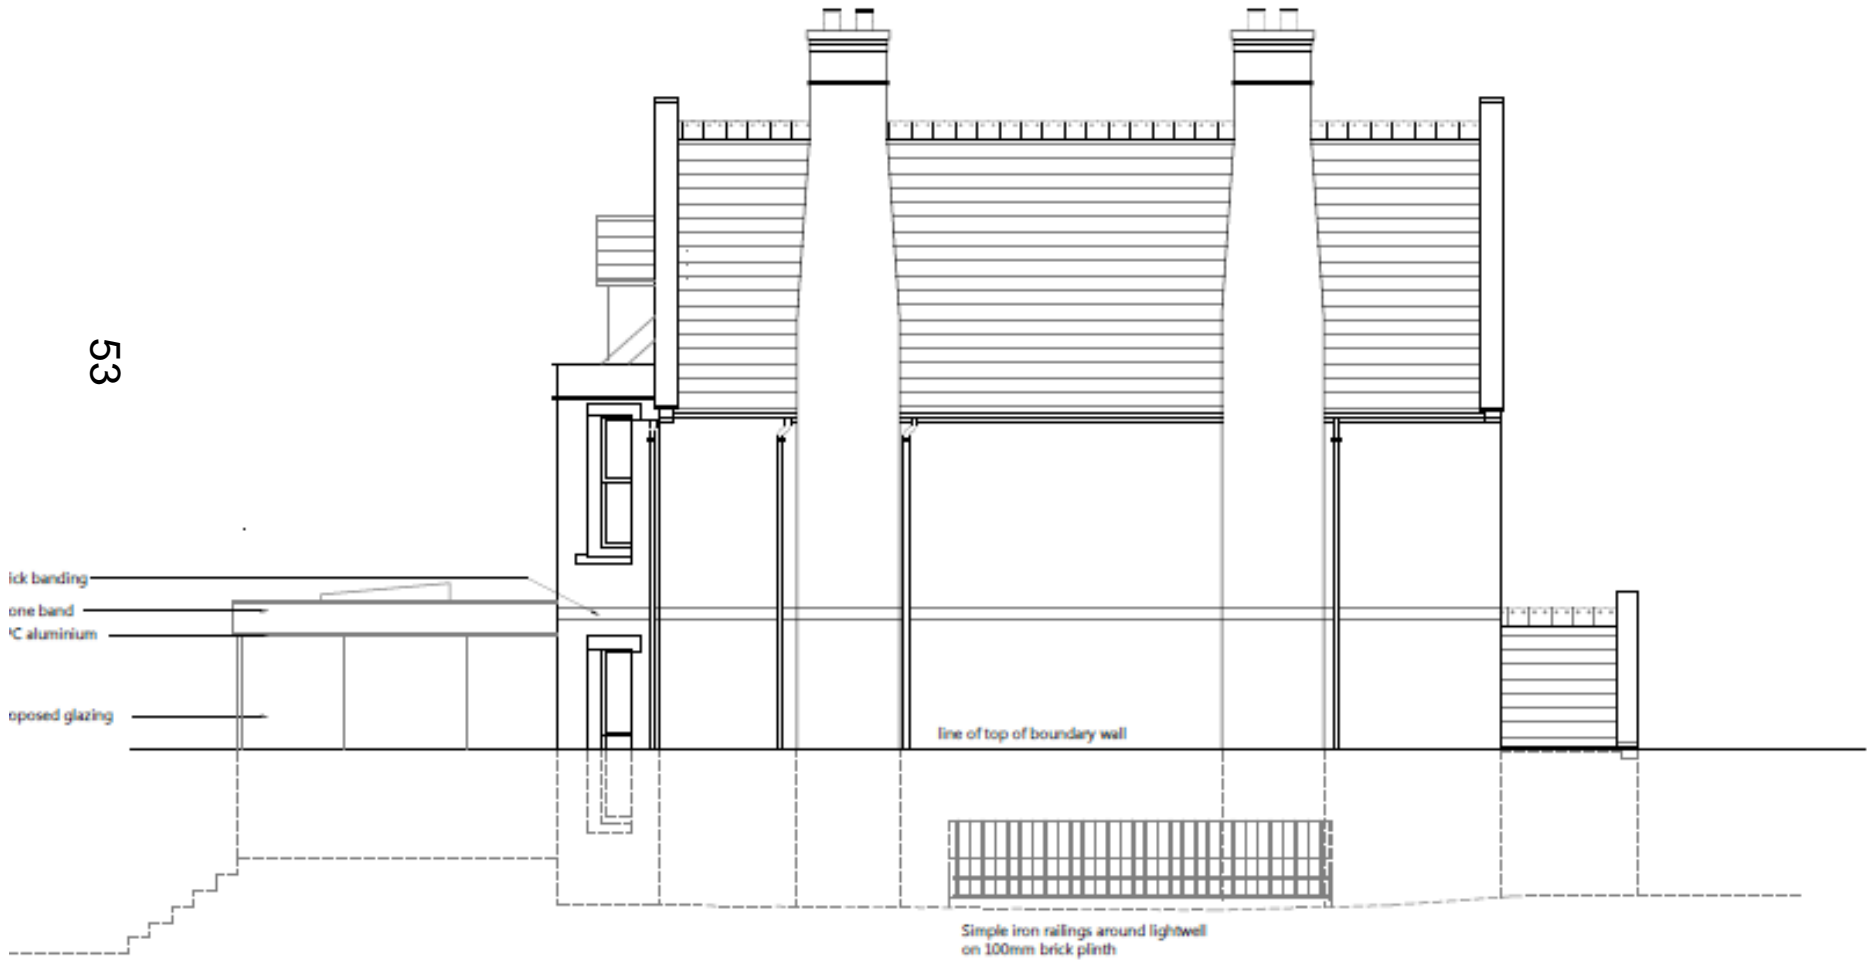 53
ick banding
one band
PC aluminium
oposed glazing
line of top of boundary wall
Simple iron railings around lightwell
on 100mm brick plinth